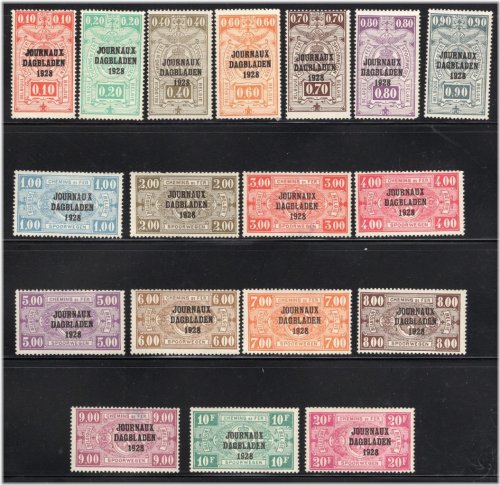 0.10 0.10
JOURNAUX
DAGBLADEN
1928
0.10
0.20 0.20
JOURNAUX
DAGBLADEN
1928
0.20
0.40 0.40
JOURNAUX
DAGBLADEN
1928
0.40
0.60 0.60
JOURNAUX
DAGBLADEN
1928
0.60
0.70 0.70
JOURNAUX
DAGBLADEN
1928
0.70
0.80 0.80
JOURNAUX
DAGBLADEN
1928
0.80
0.90 0.90
JOURNAUX
DAGBLADEN
1928
0.90
1.00 CHEMINS DE FER 1.00
JOURNAUX
DAGBLADEN
1928
1.00 SPOORWEGEN 1.00
2.00 CHEMINS DE FER 2.00
JOURNAUX
DAGBLADEN
1928
2.00 SPOORWEGEN 2.00
3.00 CHEMINS DE FER 3.00
JOURNAUX
DAGBLADEN
1928
3.00 SPOORWEGEN 3.00
4.00 CHEMINS DE FER 4.00
JOURNAUX
DAGBLADEN
1928
4.00 SPOORWEGEN 4.00
5.00 CHEMINS DE FER 5.00
JOURNAUX
DAGBLADEN
1928
5.00 SPOORWEGEN 5.00
6.00 CHEMINS DE FER 6.00
JOURNAUX
DAGBLADEN
1928
6.00 SPOORWEGEN 6.00
7.00 CHEMINS DE FER 7.00
JOURNAUX
DAGBLADEN
1928
7.00 SPOORWEGEN 7.00
8.00 CHEMINS DE FER 8.00
JOURNAUX
DAGBLADEN
1928
8.00 SPOORWEGEN 8.00
9.00 CHEMINS DE FER 9.00
JOURNAUX
DAGBLADEN
1928
9.00 SPOORWEGEN 9.00
10F CHEMINS DE FER 10F
JOURNAUX
DAGBLADEN
1928
10F SPOORWEGEN 10F
20F CHEMINS DE FER 20F
JOURNAUX
DAGBLADEN
1928
20F SPOORWEGEN 20F